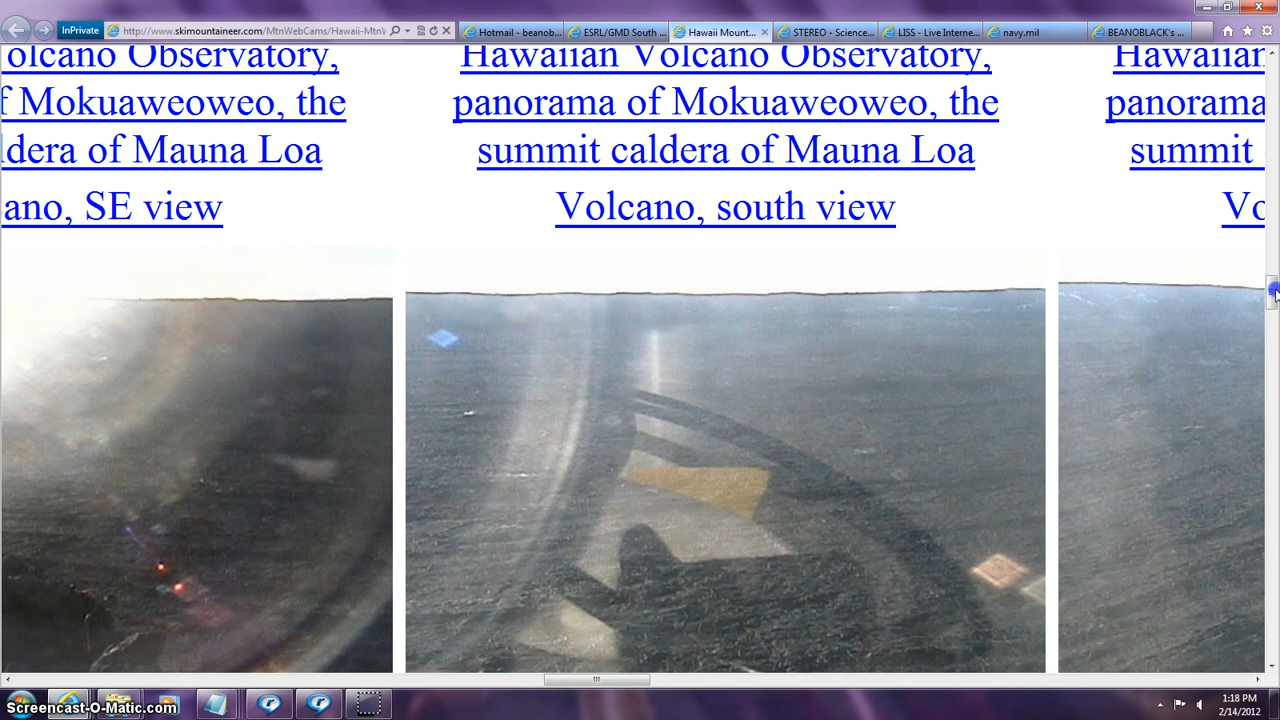 InPrivate
http://www.skimountaineer.com/MtnWebCams/Hawaii-MtnW
Hotmail - beanob...
ESRL/GMD South ...
Hawaii Mount...
STEREO - Science...
LISS - Live Interne...
navy.mil
BEANOBLACK's ...
olcano Observatory,
f Mokuaweoweo, the
ldera of Mauna Loa
ano, SE view
Hawaiian Volcano Observatory,
panorama of Mokuaweoweo, the
summit caldera of Mauna Loa
Volcano, south view
Hawaiian
panorama
summit
Vo
Screencast-O-Matic.com
1:18 PM
2/14/2012